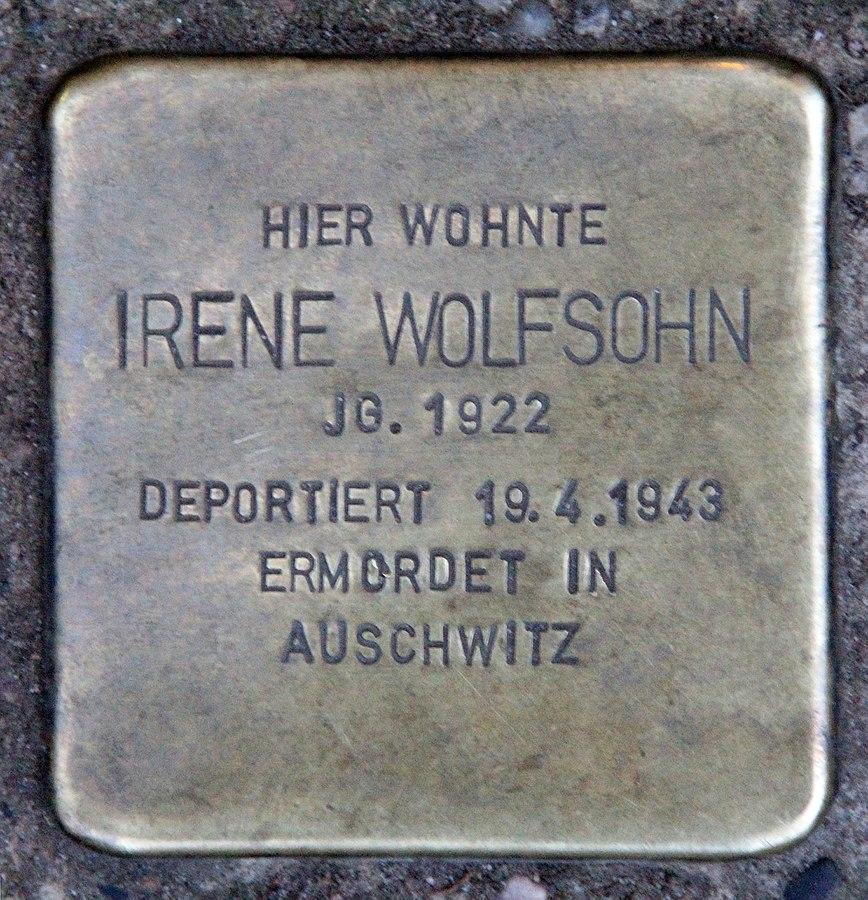 HIER WOHNTE
IRENE WOLFSOHN
JG. 1922
DEPORTIERT 19.4.1943
ERMORDET IN
AUSCHWITZ